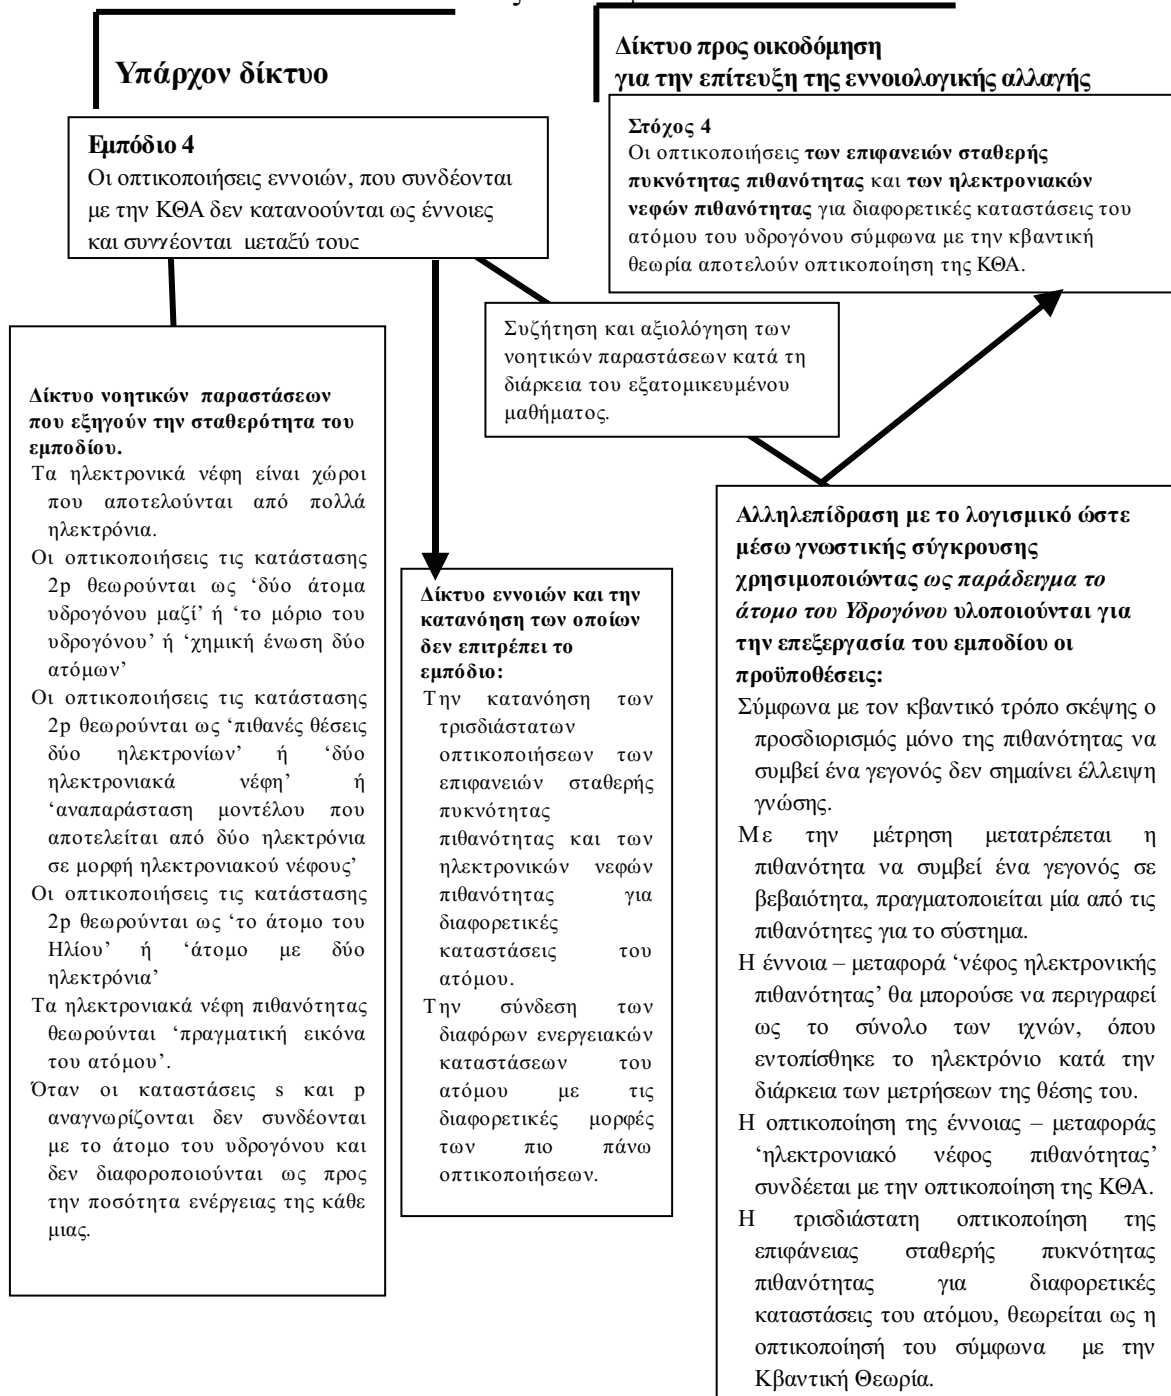 Υπάρχον δίκτυο
Δίκτυο προς οικοδόμηση
για την επίτευξη της εννοιολογικής αλλαγής
Εμπόδιο 4
Οι οπτικοποιήσεις εννοιών, που συνδέονται
με την ΚΘΑ δεν κατανοούνται ως έννοιες
και συγχέονται μεταξύ τους
Στόχος 4
Οι οπτικοποιήσεις των επιφανειών σταθερής
πυκνότητας πιθανότητας και των ηλεκτρονιακών
νεφών πιθανότητας για διαφορετικές καταστάσεις του
ατόμου του υδρογόνου σύμφωνα με την κβαντική
θεωρία αποτελούν οπτικοποίηση της ΚΘΑ.
Συζήτηση και αξιολόγηση των
νοητικών παραστάσεων κατά τη
διάρκεια του εξατομικευμένου
μαθήματος.
Δίκτυο νοητικών παραστάσεων
που εξηγούν την σταθερότητα του
εμποδίου.
Τα ηλεκτρονικά νέφη είναι χώροι
που αποτελούνται από πολλά
ηλεκτρόνια.
Οι οπτικοποιήσεις τις κατάστασης
2p θεωρούνται ως ‘δύο άτομα
υδρογόνου μαζί’ ή ‘το μόριο του
υδρογόνου’ ή ‘χημική ένωση δύο
ατόμων’
Οι οπτικοποιήσεις τις κατάστασης
2p θεωρούνται ως ‘πιθανές θέσεις
δύο ηλεκτρονίων’ ή ‘δύο
ηλεκτρονιακά νέφη’ ή
‘αναπαράσταση μοντέλου που
αποτελείται από δύο ηλεκτρόνια
σε μορφή ηλεκτρονιακού νέφους’
Οι οπτικοποιήσεις τις κατάστασης
2p θεωρούνται ως ‘το άτομο του
Ηλίου’ ή ‘άτομο με δύο
ηλεκτρόνια’
Τα ηλεκτρονιακά νέφη πιθανότητας
θεωρούνται ‘πραγματική εικόνα
του ατόμου’.
Όταν οι καταστάσεις s και p
αναγνωρίζονται δεν συνδέονται
με το άτομο του υδρογόνου και
δεν διαφοροποιούνται ως προς
την ποσότητα ενέργειας της κάθε
μιας.
Δίκτυο εννοιών και την
κατανόηση των οποίων
δεν επιτρέπει το
εμπόδιο:
Την κατανόηση των
τρισδιάστατων
οπτικοποιήσεων των
επιφανειών σταθερής
πυκνότητας
πιθανότητας και των
ηλεκτρονικών νεφών
πιθανότητας για
διαφορετικές
καταστάσεις του
ατόμου.
Την σύνδεση των
διαφόρων ενεργειακών
καταστάσεων του
ατόμου με τις
διαφορετικές μορφές
των πιο πάνω
οπτικοποιήσεων.
Αλληλεπίδραση με το λογισμικό ώστε
μέσω γνωστικής σύγκρουσης
χρησιμοποιώντας ως παράδειγμα το
άτομο του Υδρογόνου υλοποιούνται για
την επεξεργασία του εμποδίου οι
προϋποθέσεις:
Σύμφωνα με τον κβαντικό τρόπο σκέψης ο
προσδιορισμός μόνο της πιθανότητας να
συμβεί ένα γεγονός δεν σημαίνει έλλειψη
γνώσης.
Με την μέτρηση μετατρέπεται η
πιθανότητα να συμβεί ένα γεγονός σε
βεβαιότητα, πραγματοποιείται μία από τις
πιθανότητες για το σύστημα.
Η έννοια – μεταφορά ‘νέφος ηλεκτρονικής
πιθανότητας’ θα μπορούσε να περιγραφεί
ως το σύνολο των ιχνών, όπου
εντοπίσθηκε το ηλεκτρόνιο κατά την
διάρκεια των μετρήσεων της θέσης του.
Η οπτικοποίηση της έννοιας – μεταφοράς
‘ηλεκτρονιακό νέφος πιθανότητας’
συνδέεται με την οπτικοποίηση της ΚΘΑ.
Η τρισδιάστατη οπτικοποίηση της
επιφάνειας σταθερής πυκνότητας
πιθανότητας για διαφορετικές
καταστάσεις του ατόμου, θεωρείται ως η
οπτικοποίησή του σύμφωνα με την
Κβαντική Θεωρία.